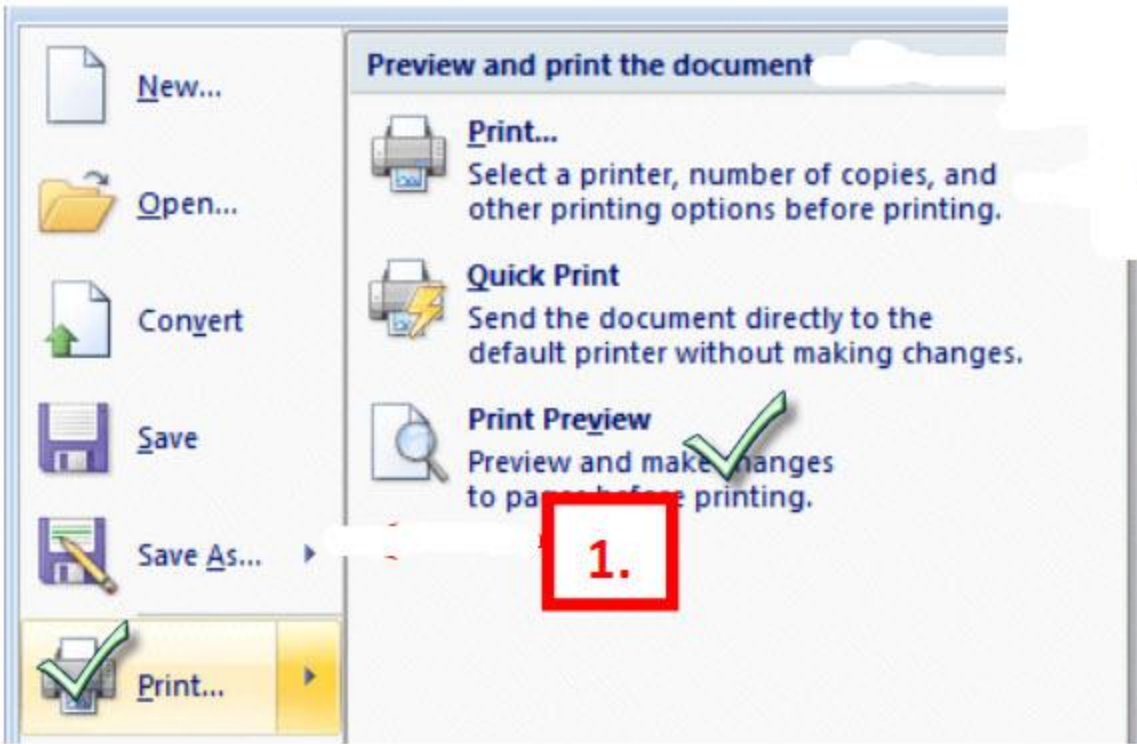 New...
Open...
Convert
Save
Save As...
Print...
Preview and print the document
Print...
Select a printer, number of copies, and
other printing options before printing.
Quick Print
Send the document directly to the
default printer without making changes.
Print Preview
Preview and make changes
to before printing.
1.